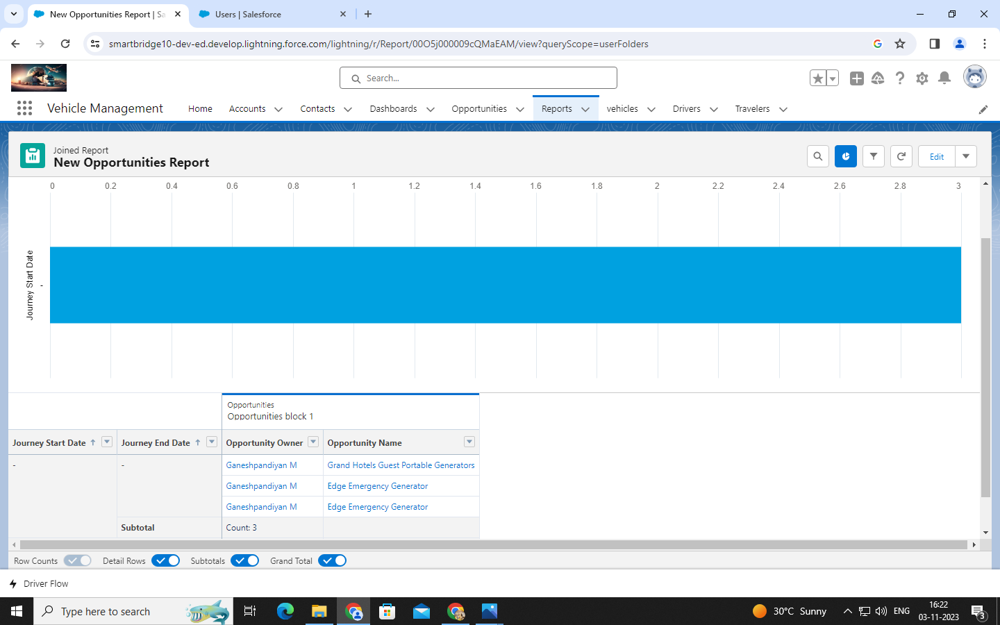 New Opportunities Report | Sa
Users | Salesforce
smartbridge10-dev-ed.develop.lightning.force.com/lightning/r/Report/00O5j000009cQMaEAM/view?queryScope=userFolders
Search...
Vehicle Management
Home
Accounts
Contacts
Dashboards
Opportunities
Reports
vehicles
Drivers
Travelers
Joined Report
New Opportunities Report
Edit
0 0.2 0.4 0.6 0.8 1 1.2 1.4 1.6 1.8 2 2.2 2.4 2.6 2.8 3
Journey Start Date
-
Opportunities
Opportunities block 1
Journey Start Date ↑ Journey End Date ↑ Opportunity Owner Opportunity Name
- - Ganeshpandiyan M Grand Hotels Guest Portable Generators
Ganeshpandiyan M Edge Emergency Generator
Ganeshpandiyan M Edge Emergency Generator
Subtotal Count: 3
Row Counts Detail Rows Subtotals Grand Total
Driver Flow
Type here to search
30°C Sunny
ENG
16:22
03-11-2023
3